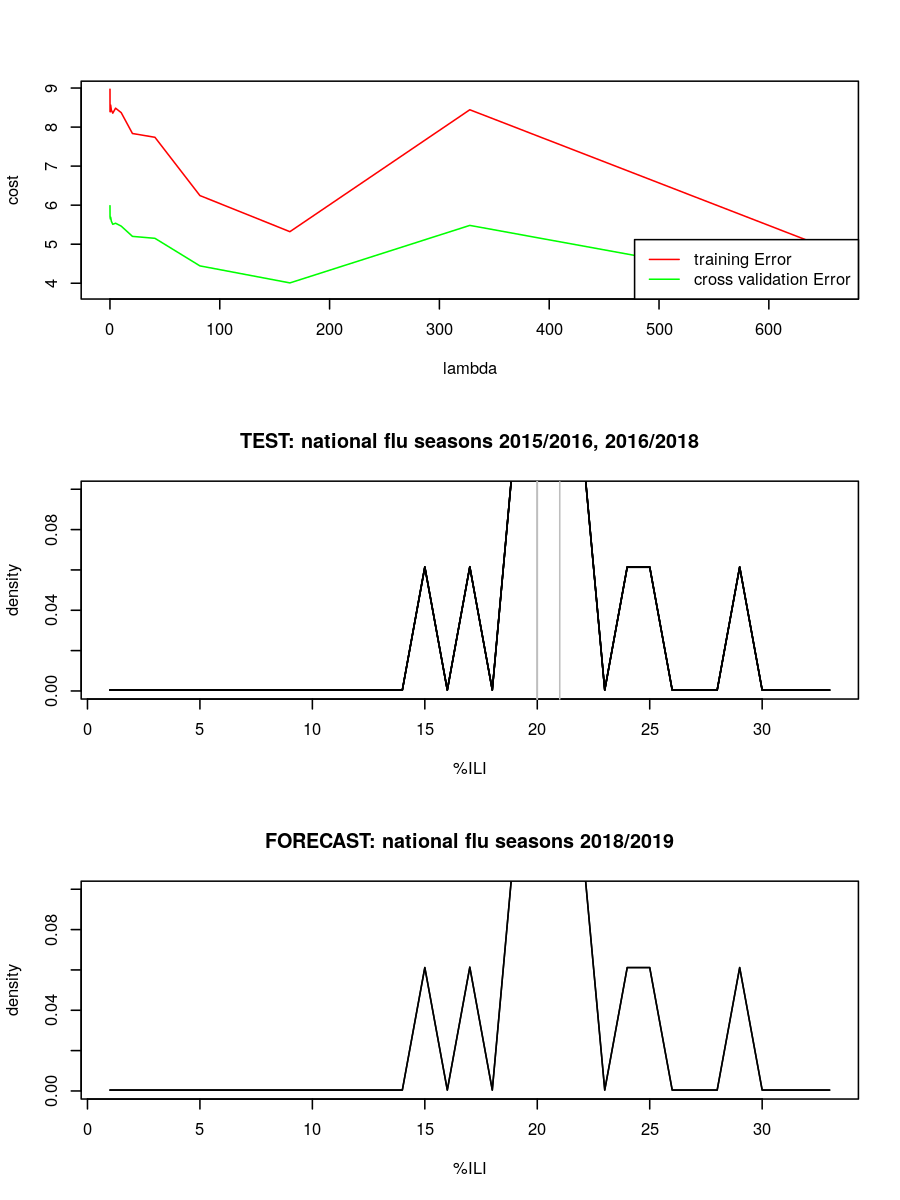 cost
9
8
7
6
5
4
training Error
cross validation Error
0 100 200 300 400 500 600
lambda
TEST: national flu seasons 2015/2016, 2016/2018
density
0.08
0.04
0.00
0 5 10 15 20 25 30
%ILI
FORECAST: national flu seasons 2018/2019
density
0.08
0.04
0.00
0 5 10 15 20 25 30
%ILI